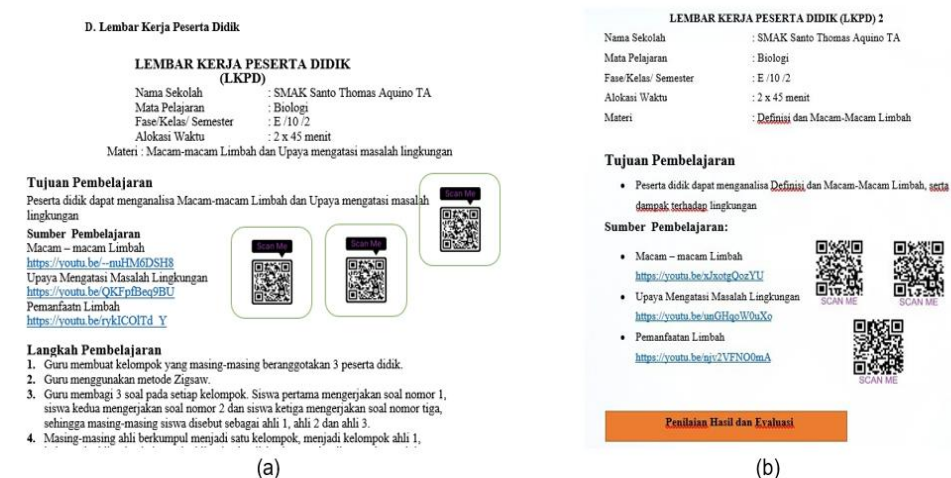 D. Lembar Kerja Peserta Didik
LEMBAR KERJA PESERTA DIDIK
(LKPD)
Nama Sekolah : SMAK Santo Thomas Aquino TA
Mata Pelajaran : Biologi
Fase/Kelas/ Semester : E /10 /2
Alokasi Waktu : 2 x 45 menit
Materi : Macam-macam Limbah dan Upaya mengatasi masalah lingkungan
Tujuan Pembelajaran
Peserta didik dapat menganalisa Macam-macam Limbah dan Upaya mengatasi masalah
lingkungan
Sumber Pembelajaran
Macam – macam Limbah
https://youtu.be/--nuHM6DSH8
Upaya Mengatasi Masalah Lingkungan
https://youtu.be/QKFpfBeq9BU
Pemanfaatn Limbah
https://youtu.be/rykICOlTd_Y
Scan Me
Scan Me
Scan Me
Langkah Pembelajaran
1. Guru membuat kelompok yang masing-masing beranggotakan 3 peserta didik.
2. Guru menggunakan metode Zigsaw.
3. Guru membagi 3 soal pada setiap kelompok. Siswa pertama mengerjakan soal nomor 1,
siswa kedua mengerjakan soal nomor 2 dan siswa ketiga mengerjakan soal nomor tiga,
sehingga masing-masing siswa disebut sebagai ahli 1, ahli 2 dan ahli 3.
4. Masing-masing ahli berkumpul menjadi satu kelompok, menjadi kelompok ahli 1,
(a)
LEMBAR KERJA PESERTA DIDIK (LKPD) 2
Nama Sekolah : SMAK Santo Thomas Aquino TA
Mata Pelajaran : Biologi
Fase/Kelas/ Semester : E /10 /2
Alokasi Waktu : 2 x 45 menit
Materi : Definisi dan Macam-Macam Limbah
Tujuan Pembelajaran
• Peserta didik dapat menganalisa Definisi dan Macam-Macam Limbah, serta
dampak terhadap lingkungan
Sumber Pembelajaran:
• Macam – macam Limbah
https://youtu.be/xJxotgQozYU
• Upaya Mengatasi Masalah Lingkungan
https://youtu.be/unGHqoW0uXo
• Pemanfaatan Limbah
https://youtu.be/njv2VFNO0mA
SCAN ME
SCAN ME
SCAN ME
Penilaian Hasil dan Evaluasi
(b)